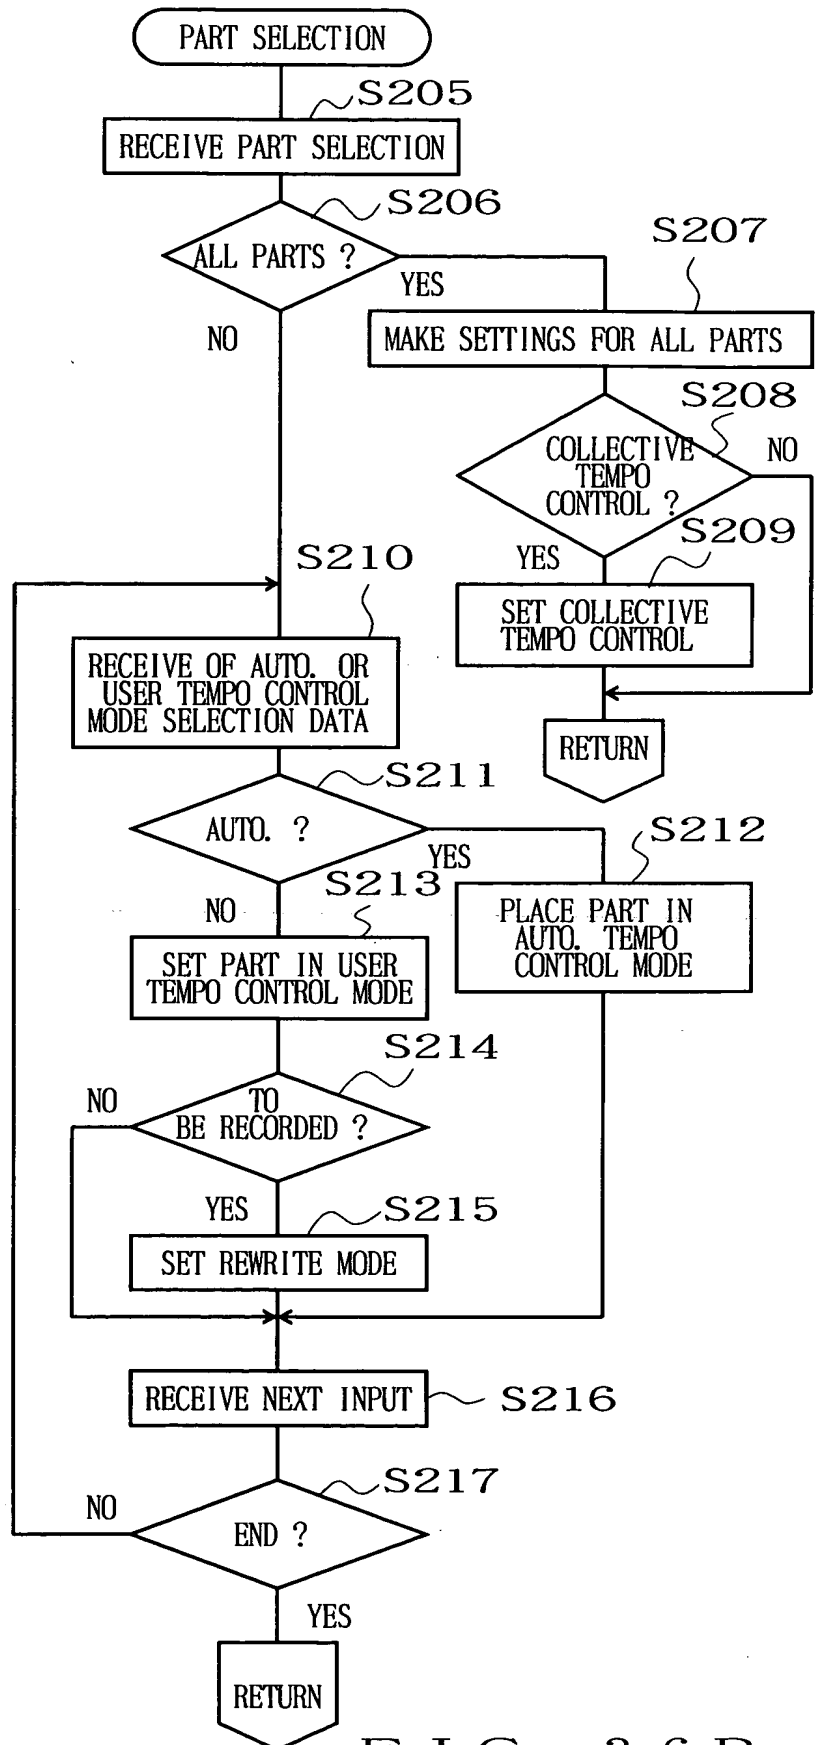 PART SELECTION
S205
RECEIVE PART SELECTION
S206
ALL PARTS ?
YES
NO
S207
MAKE SETTINGS FOR ALL PARTS
S208
COLLECTIVE
TEMPO
CONTROL ?
NO
YES
S209
SET COLLECTIVE
TEMPO CONTROL
RETURN
S210
RECEIVE OF AUTO. OR
USER TEMPO CONTROL
MODE SELECTION DATA
S211
AUTO. ?
YES
NO
S212
PLACE PART IN
AUTO. TEMPO
CONTROL MODE
S213
SET PART IN USER
TEMPO CONTROL MODE
S214
TO
BE RECORDED ?
NO
YES
S215
SET REWRITE MODE
RECEIVE NEXT INPUT
S216
S217
END ?
NO
YES
RETURN